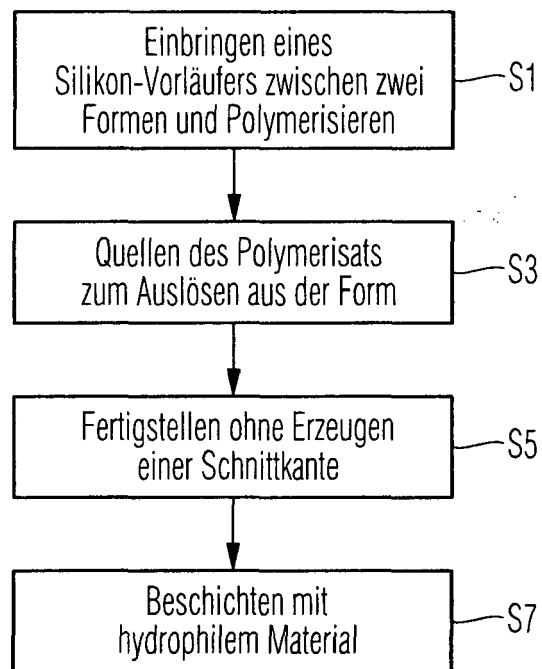 Einbringen eines
Silikon-Vorläufers zwischen zwei
Formen und Polymerisieren
S1
Quellen des Polymerisats
zum Auslösen aus der Form
S3
Fertigstellen ohne Erzeugen
einer Schnittkante
S5
Beschichten mit
hydrophilem Material
S7